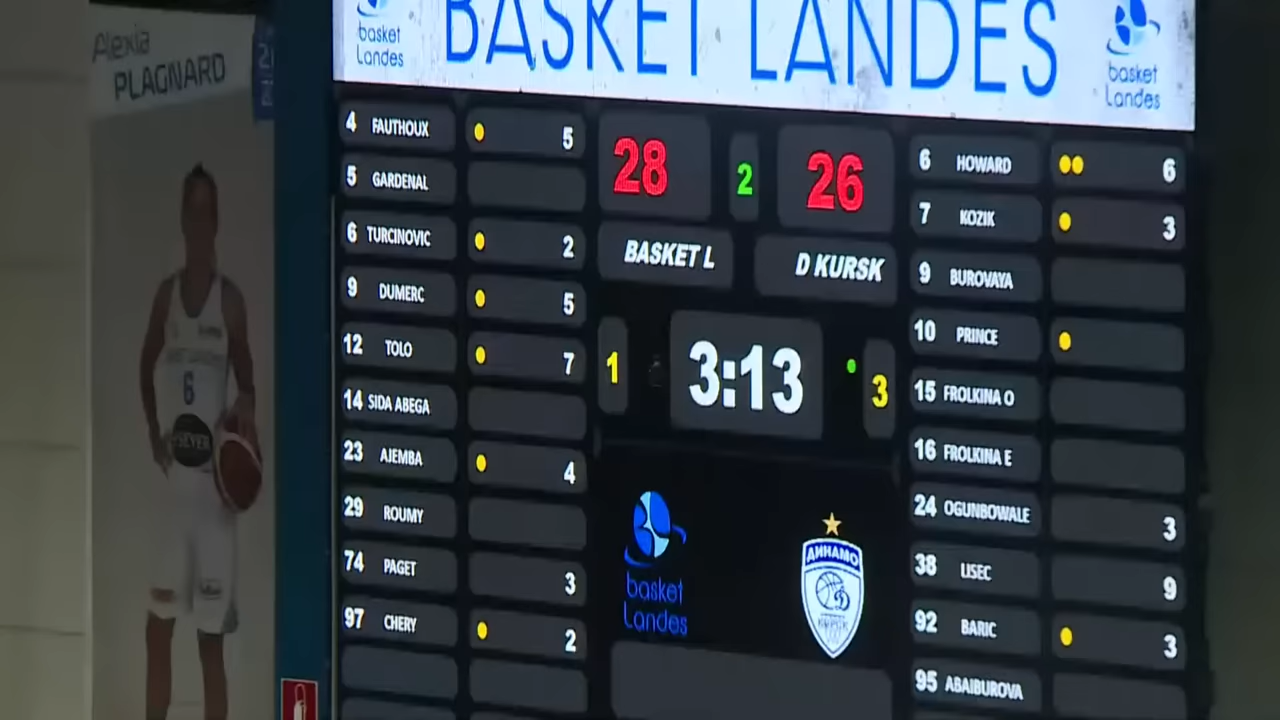 Alexia
PLAGNARD
6
basket
Landes
BASKET LANDES
basket
Landes
4 FAUTHOUX 5
5 GARDENAL
6 TURCINOVIC 2
9 DUMERC 5
12 TOLO 7
14 SIDA ABEGA
23 AJEMBA 4
29 ROUMY
74 PAGET 3
97 CHERY 2
28 2 26
BASKET L D KURSK
1 3:13 3
basket
Landes
ДИНАМО
КУРСК
6 HOWARD 6
7 KOZIK 3
9 BUROVAYA
10 PRINCE
15 FROLKINA O
16 FROLKINA E
24 OGUNBOWALE 3
38 LISEC 9
92 BARIC 3
95 ABAIBUROVA